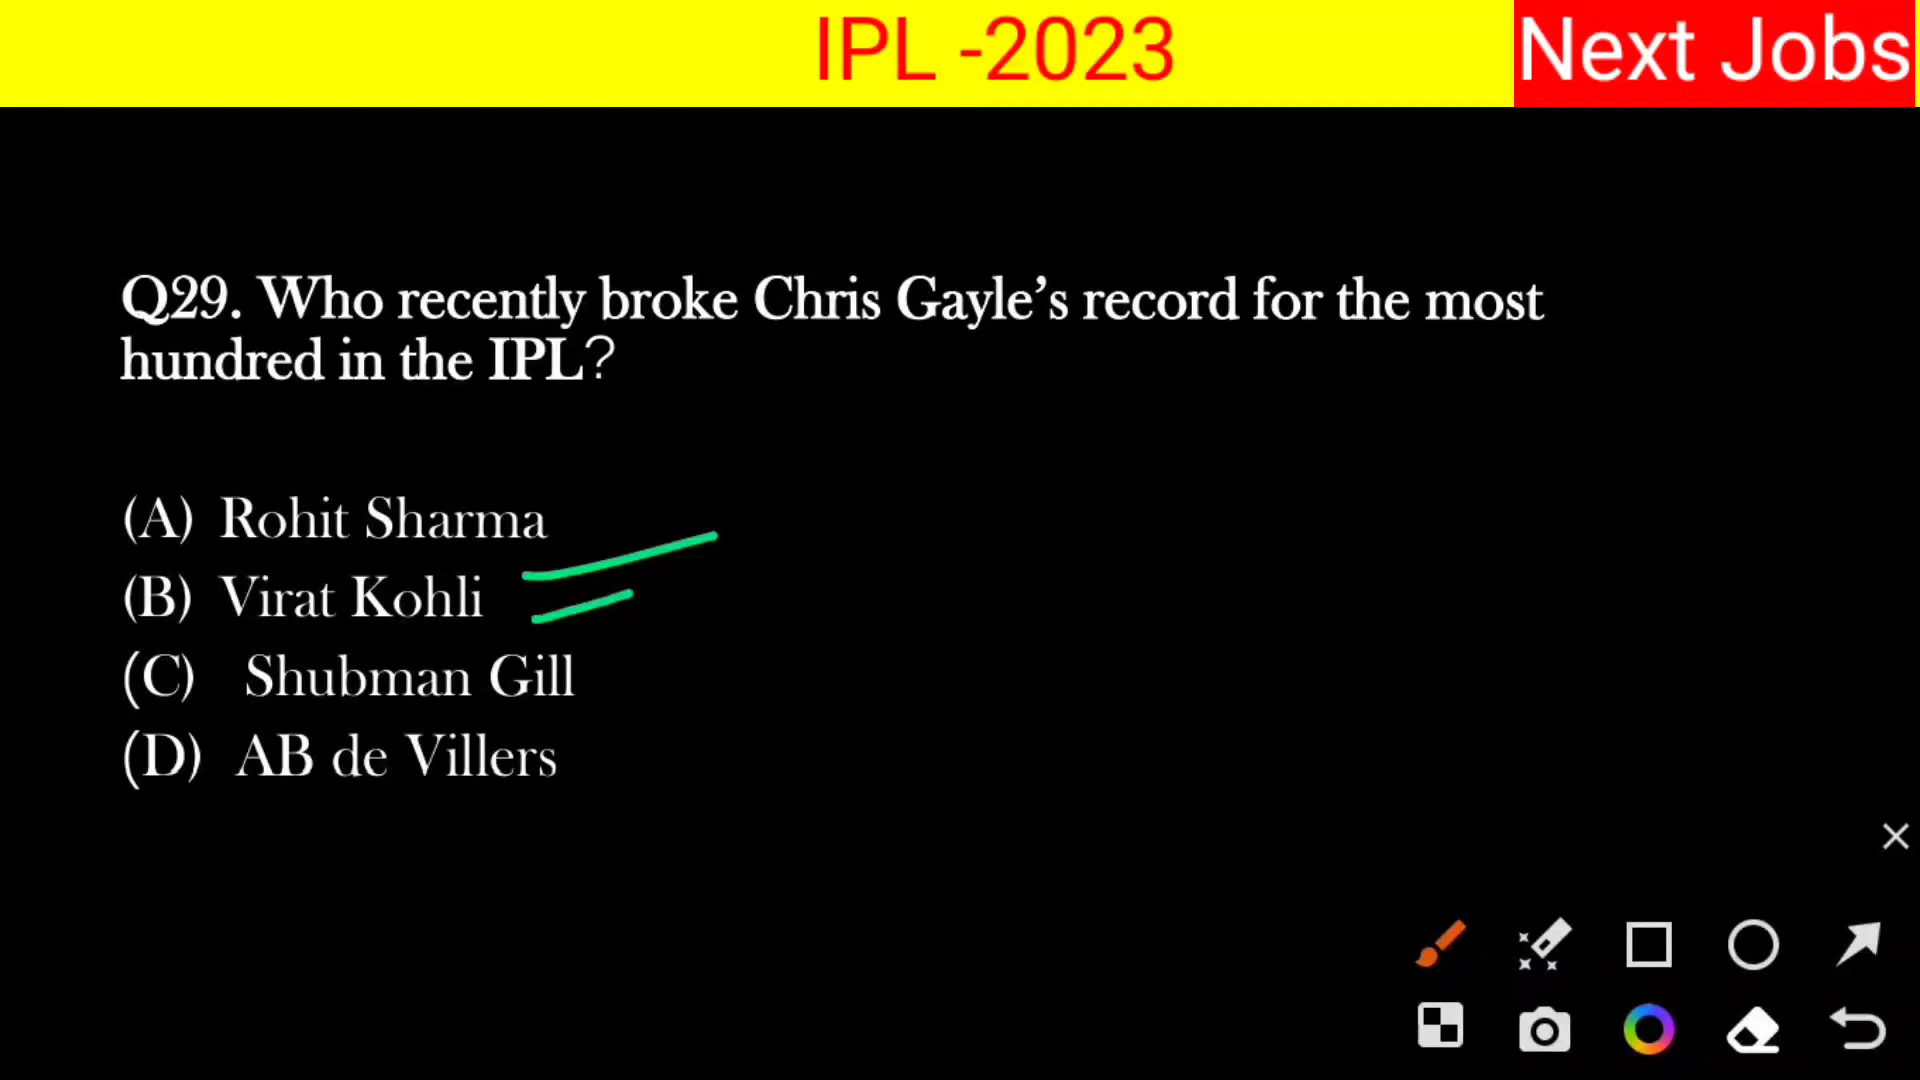 IPL -2023
Next Jobs
Q29. Who recently broke Chris Gayle’s record for the most
hundred in the IPL?
(A) Rohit Sharma
(B) Virat Kohli
(C) Shubman Gill
(D) AB de Villers